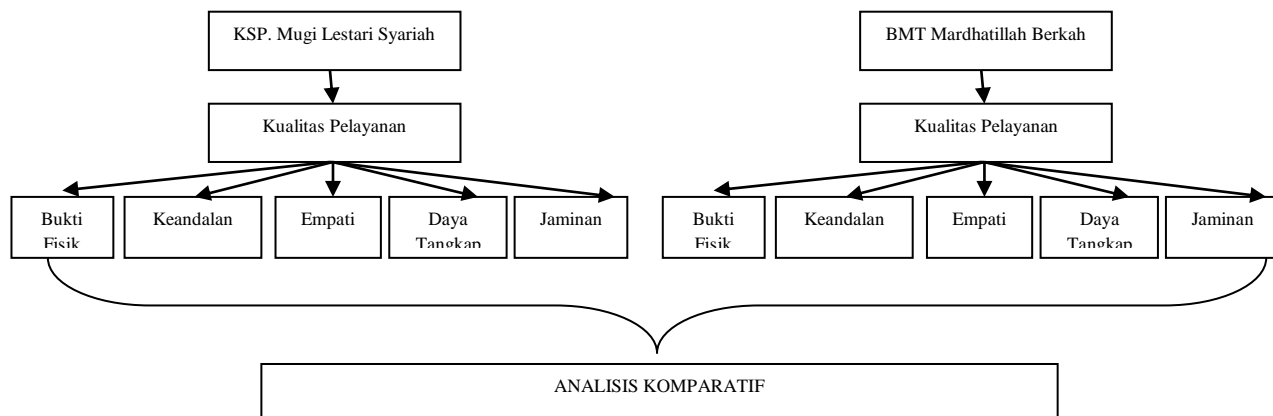 KSP. Mugi Lestari Syariah
BMT Mardhatillah Berkah
Kualitas Pelayanan
Kualitas Pelayanan
Bukti
Fisik
Keandalan
Empati
Daya
Tangkap
Jaminan
Bukti
Fisik
Keandalan
Empati
Daya
Tangkap
Jaminan
ANALISIS KOMPARATIF